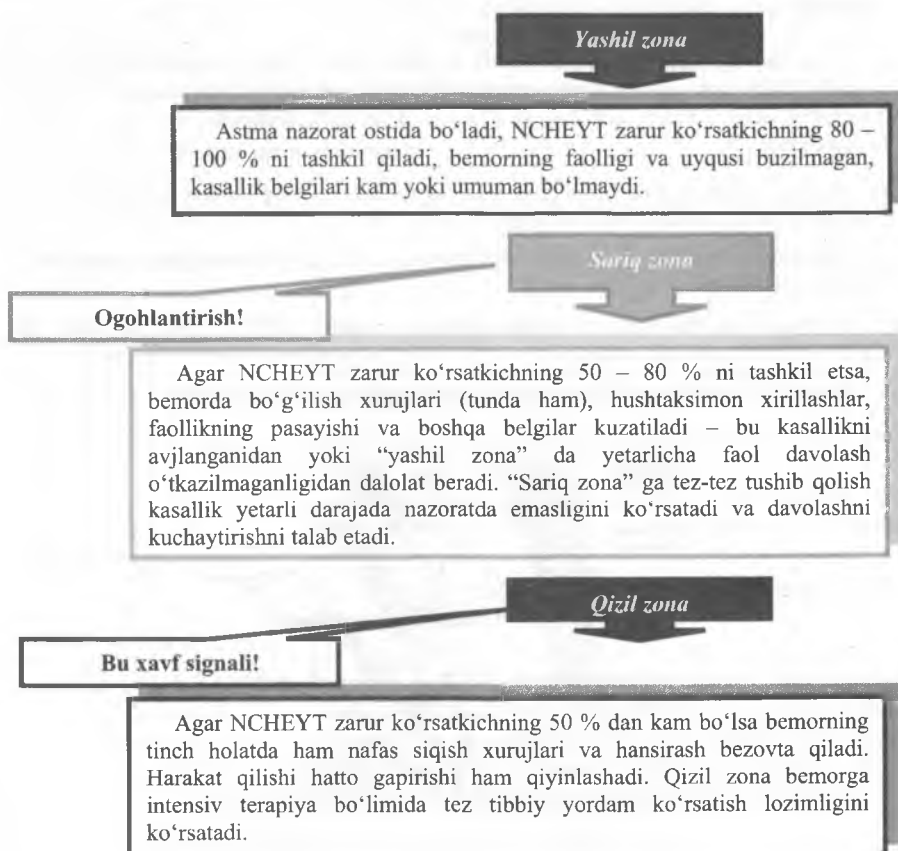 Yashil zona
Astma nazorat ostida bo‘ladi, NCHEYT zarur ko‘rsatkichning 80 –
100 % ni tashkil qiladi, bemorning faolligi va uyqusi buzilmagan,
kasallik belgilari kam yoki umuman bo‘lmaydi.
Sariq zona
Ogohlantirish!
Agar NCHEYT zarur ko‘rsatkichning 50 – 80 % ni tashkil etsa,
bemorda bo‘g‘ilish xurujlari (tunda ham), hushtaksimon xirillashlar,
faollikning pasayishi va boshqa belgilar kuzatiladi – bu kasallikni
avjlanganidan yoki “yashil zona” da yetarlicha faol davolash
o‘tkazilmaganligidan dalolat beradi. “Sariq zona” ga tez-tez tushib qolish
kasallik yetarli darajada nazoratda emasligini ko‘rsatadi va davolashni
kuchaytirishni talab etadi.
Qizil zona
Bu xavf signali!
Agar NCHEYT zarur ko‘rsatkichning 50 % dan kam bo‘lsa bemorning
tinch holatda ham nafas siqish xurujlari va hansirash bezovta qiladi.
Harakat qilishi hatto gapirishi ham qiyinlashadi. Qizil zona bemorga
intensiv terapiya bo‘limida tez tibbiy yordam ko‘rsatish lozimligini
ko‘rsatadi.